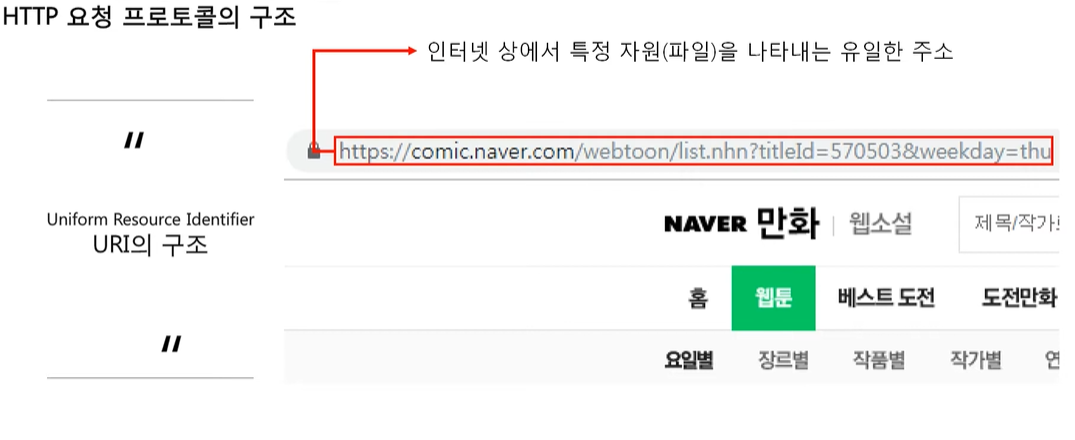 HTTP 요청 프로토콜의 구조
인터넷 상에서 특정 자원(파일)을 나타내는 유일한 주소
"
https://comic.naver.com/webtoon/list.nhn?titleId=570503&weekday=thu
Uniform Resource Identifier
URI의 구조
NAVER 만화 | 웹소설 제목/작가
홈 웹툰 베스트 도전 도전만화
"
요일별 장르별 작품별 작가별 연